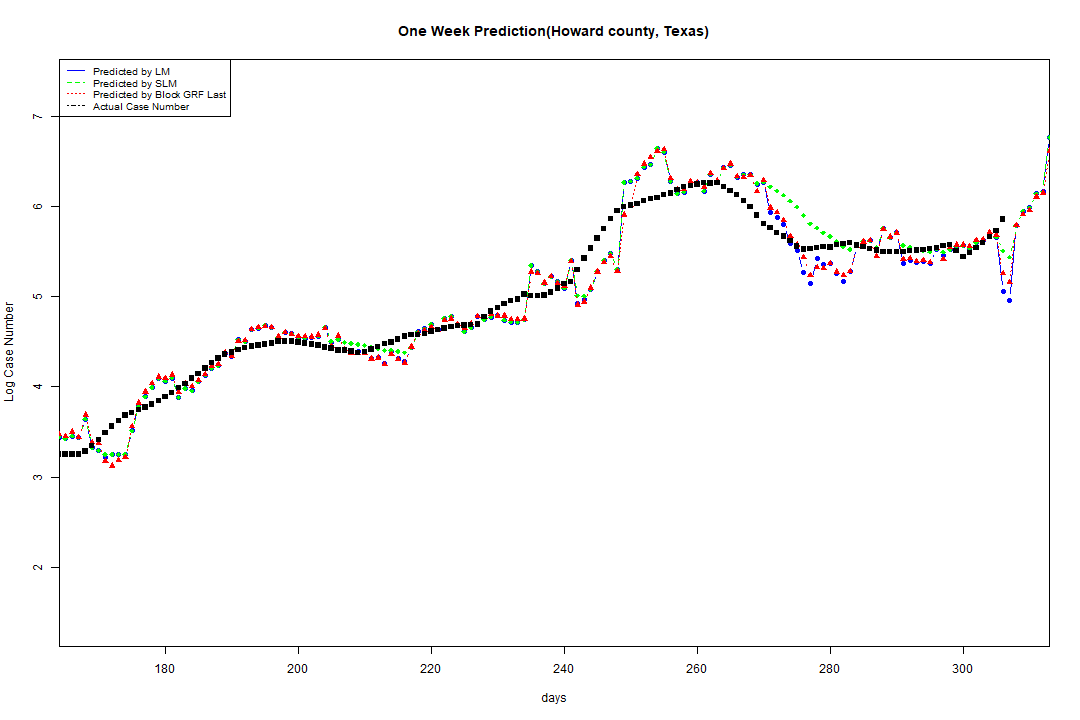 One Week Prediction(Howard county, Texas)
Predicted by LM
Predicted by SLM
Predicted by Block GRF Last
Actual Case Number
Log Case Number
7
6
5
4
3
2
180 200 220 240 260 280 300
days